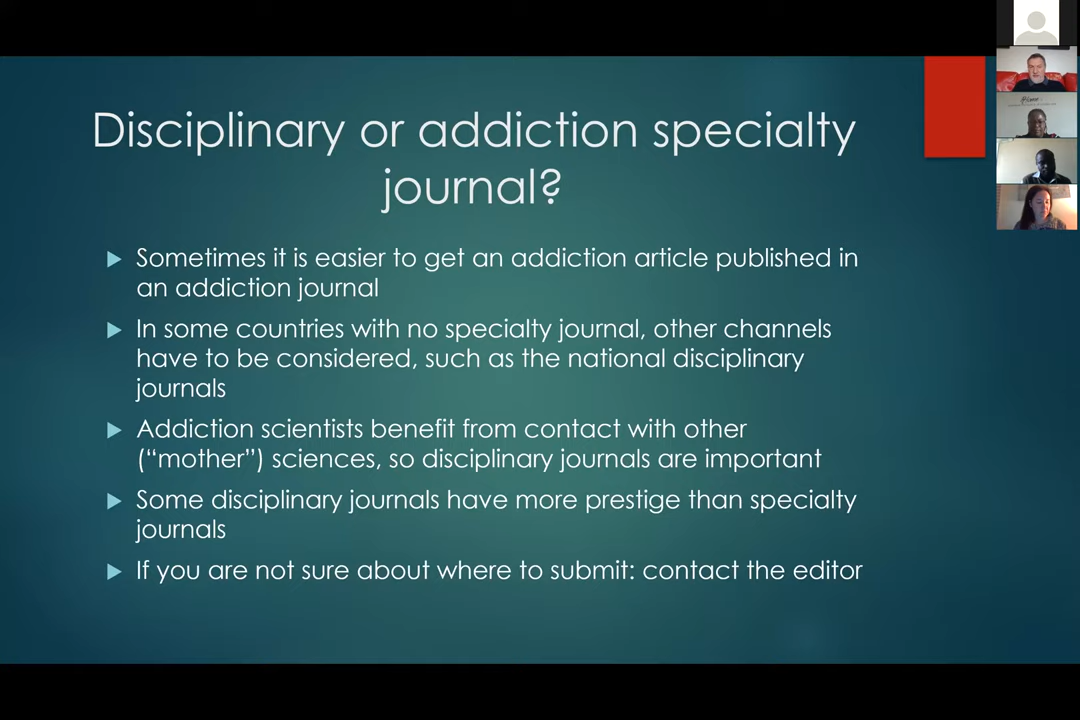 Disciplinary or addiction specialty
journal?
Sometimes it is easier to get an addiction article published in
an addiction journal
In some countries with no specialty journal, other channels
have to be considered, such as the national disciplinary
journals
Addiction scientists benefit from contact with other
(“mother”) sciences, so disciplinary journals are important
Some disciplinary journals have more prestige than specialty
journals
If you are not sure about where to submit: contact the editor